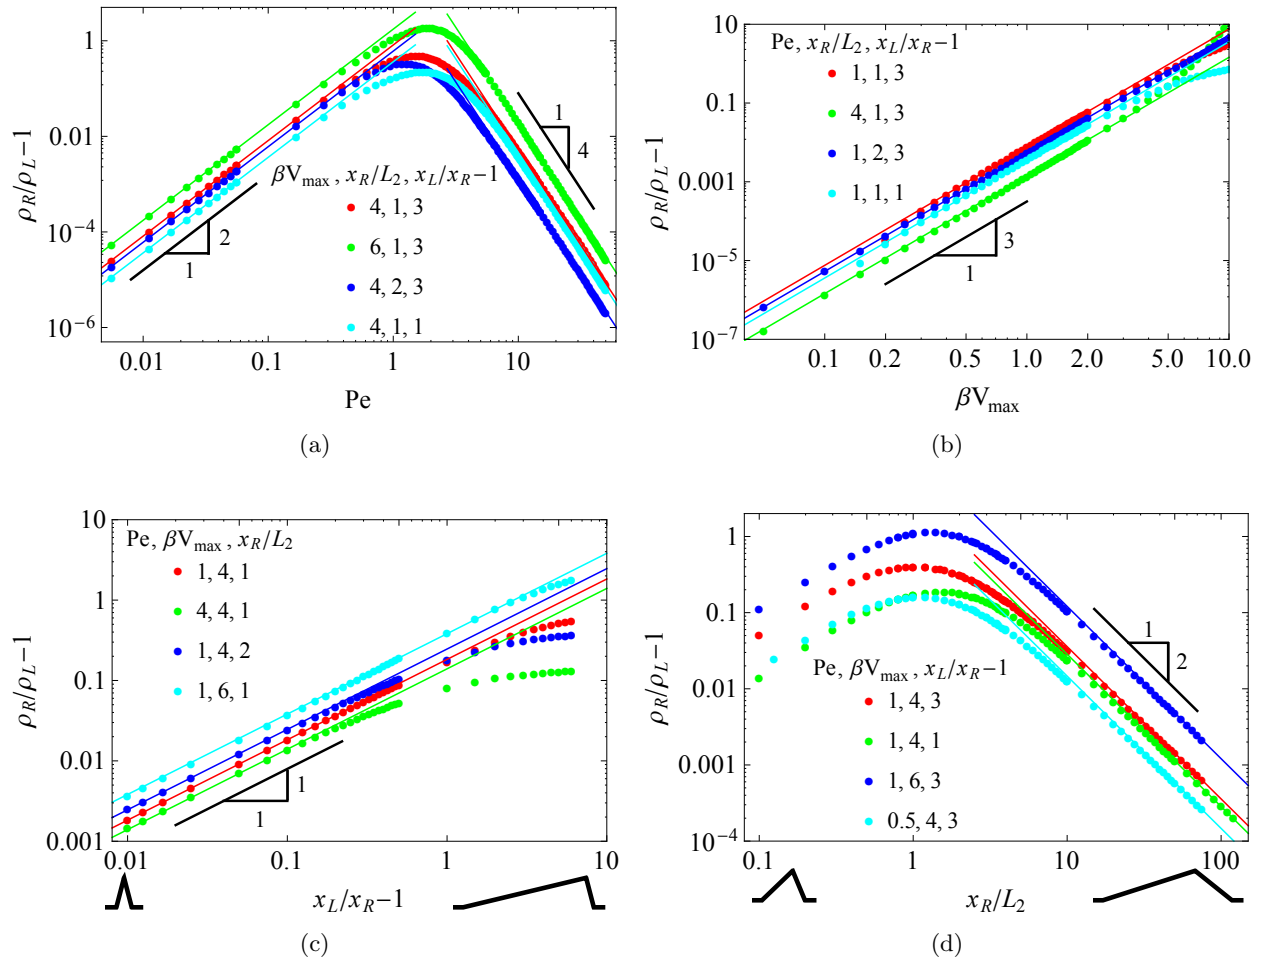 1
0.01
10⁻⁴
10⁻⁶
ρR/ρL−1
0.01
0.1
1
10
Pe
1
2
1
4
βVmax, xR/L2, xL/xR−1
4, 1, 3
6, 1, 3
4, 2, 3
4, 1, 1
(a)
10
0.1
0.001
10⁻⁵
10⁻⁷
ρR/ρL−1
Pe, xR/L2, xL/xR−1
1, 1, 3
4, 1, 3
1, 2, 3
1, 1, 1
3
1
0.1
0.2
0.5
1.0
2.0
5.0
10.0
βVmax
(b)
10
1
0.1
0.01
0.001
ρR/ρL−1
Pe, βVmax, xR/L2
1, 4, 1
4, 4, 1
1, 4, 2
1, 6, 1
1
1
0.01
0.1
1
10
xL/xR−1
(c)
1
0.1
0.01
0.001
10⁻⁴
ρR/ρL−1
1
2
Pe, βVmax, xL/xR−1
1, 4, 3
1, 4, 1
1, 6, 3
0.5, 4, 3
0.1
1
10
100
xR/L2
(d)